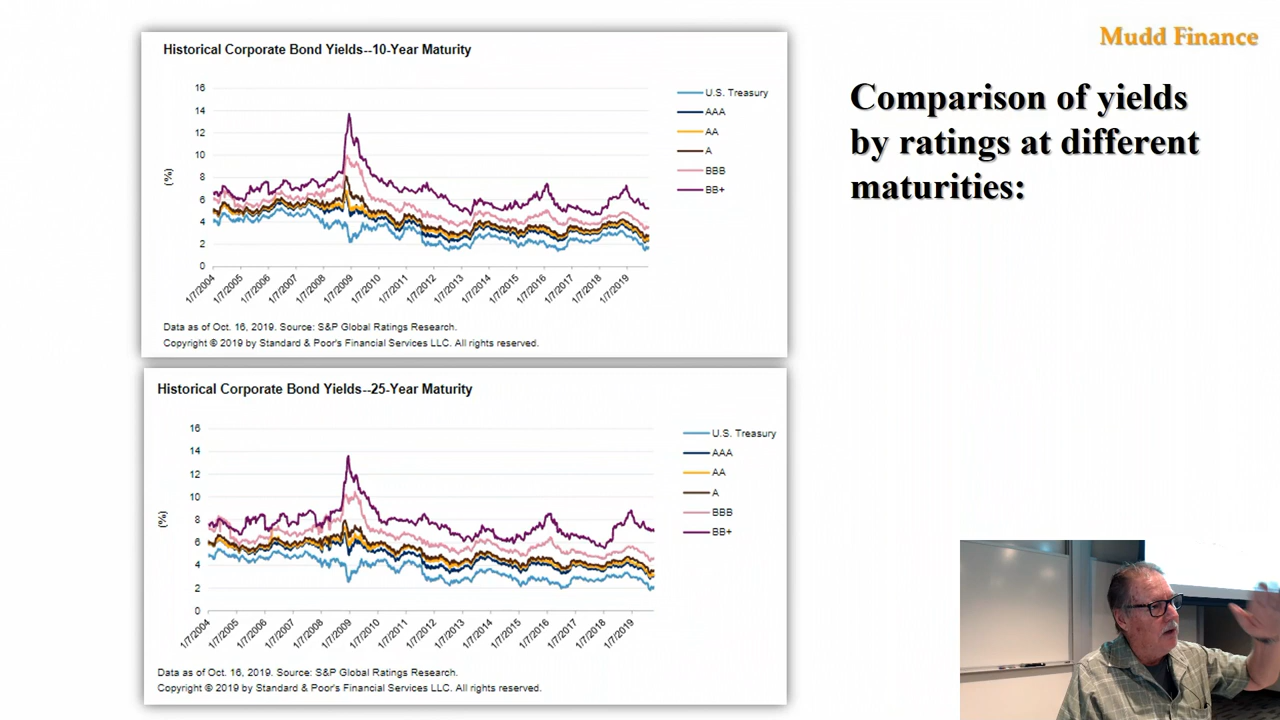 Mudd Finance
Comparison of yields
by ratings at different
maturities:
Historical Corporate Bond Yields--10-Year Maturity
16
14
12
10
8
6
4
2
0
(%)
1/7/2004
1/7/2005
1/7/2006
1/7/2007
1/7/2008
1/7/2009
1/7/2010
1/7/2011
1/7/2012
1/7/2013
1/7/2014
1/7/2015
1/7/2016
1/7/2017
1/7/2018
1/7/2019
U.S. Treasury
AAA
AA
A
BBB
BB+
Data as of Oct. 16, 2019. Source: S&P Global Ratings Research.
Copyright © 2019 by Standard & Poor's Financial Services LLC. All rights reserved.
Historical Corporate Bond Yields--25-Year Maturity
16
14
12
10
8
6
4
2
0
(%)
1/7/2004
1/7/2005
1/7/2006
1/7/2007
1/7/2008
1/7/2009
1/7/2010
1/7/2011
1/7/2012
1/7/2013
1/7/2014
1/7/2015
1/7/2016
1/7/2017
1/7/2018
1/7/2019
U.S. Treasury
AAA
AA
A
BBB
BB+
Data as of Oct. 16, 2019. Source: S&P Global Ratings Research.
Copyright © 2019 by Standard & Poor's Financial Services LLC. All rights reserved.